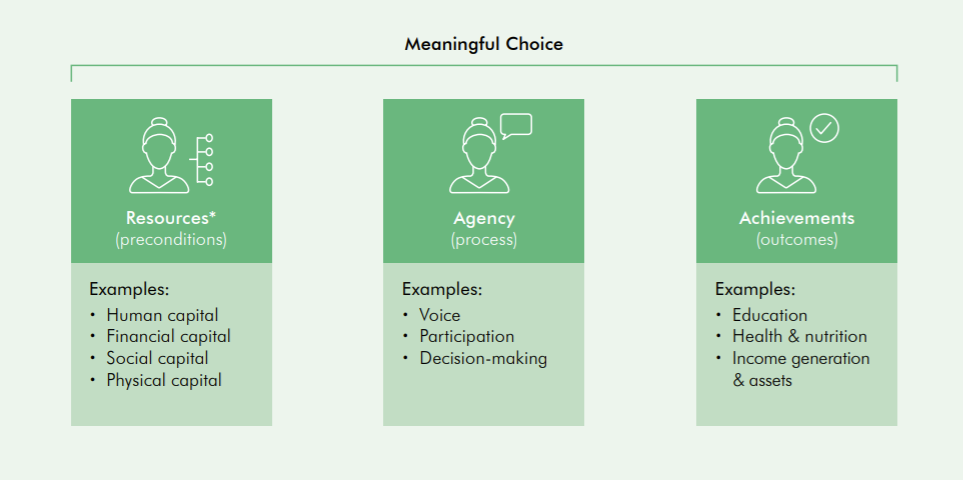 Meaningful Choice
Resources*
(preconditions)
Examples:
• Human capital
• Financial capital
• Social capital
• Physical capital
Agency
(process)
Examples:
• Voice
• Participation
• Decision-making
Achievements
(outcomes)
Examples:
• Education
• Health & nutrition
• Income generation
& assets